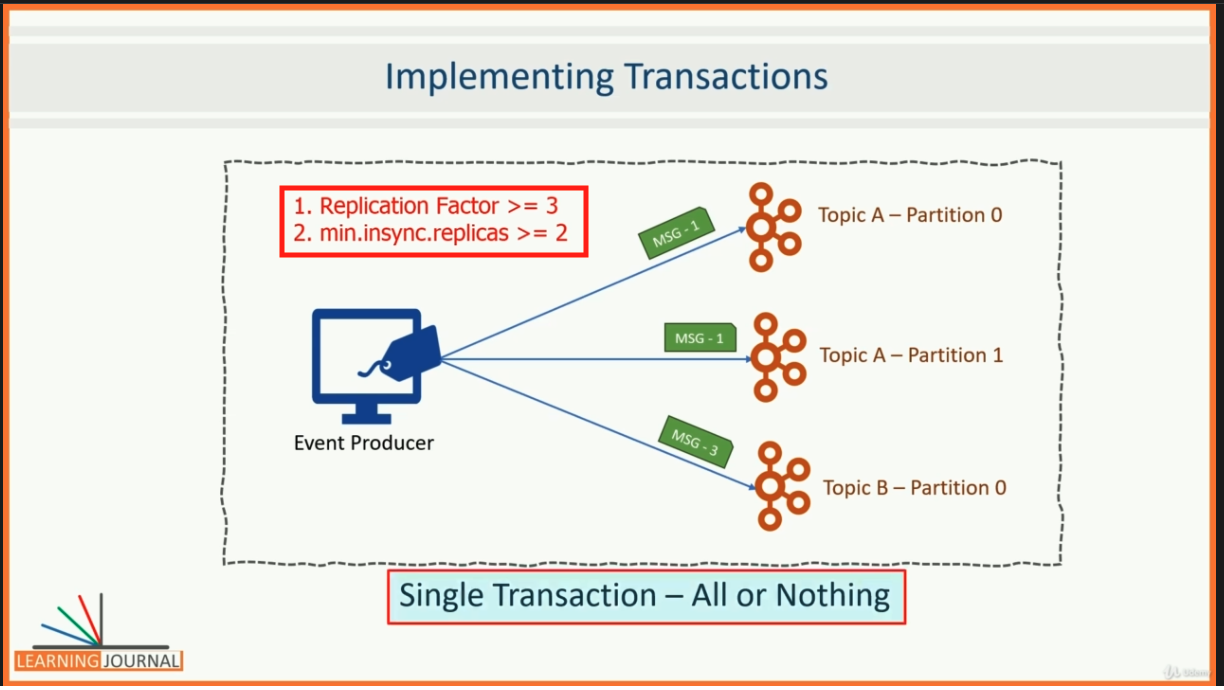 Implementing Transactions
1. Replication Factor >= 3
2. min.insync.replicas >= 2
MSG - 1
Topic A – Partition 0
MSG - 1
Topic A – Partition 1
MSG - 3
Topic B – Partition 0
Event Producer
Single Transaction – All or Nothing
LEARNING JOURNAL
Udemy